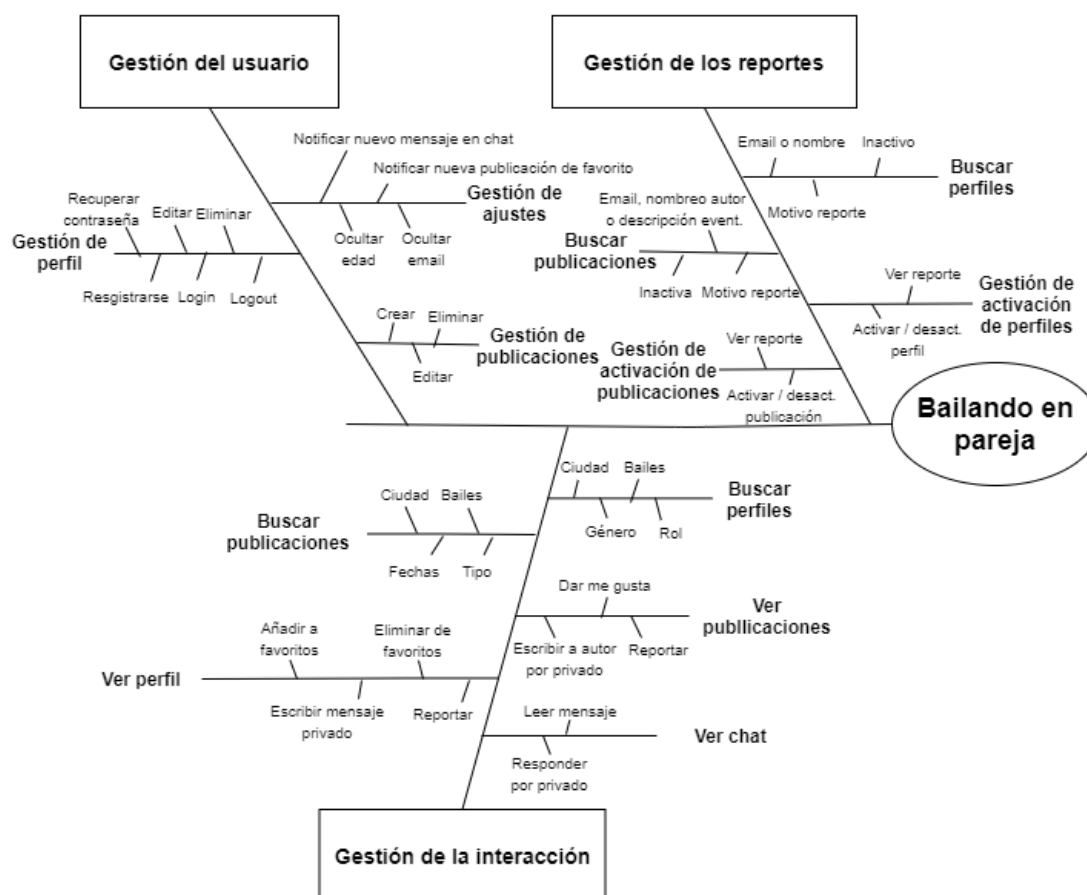 Gestión del usuario
Gestión de los reportes
Notificar nuevo mensaje en chat
Notificar nueva publicación de favorito
Gestión de
ajustes
Ocultar
edad
Ocultar
email
Recuperar
contraseña
Editar
Eliminar
Gestión de
perfil
Resgistrarse
Login
Logout
Crear
Eliminar
Gestión de
publicaciones
Editar
Email o nombre
Inactivo
Buscar
perfiles
Motivo reporte
Email, nombreo autor
o descripción event.
Buscar
publicaciones
Inactiva
Motivo reporte
Ver reporte
Gestión de
activación
de perfiles
Activar / desact.
perfil
Ver reporte
Gestión de
activación de
publicaciones
Activar / desact.
publicación
Bailando en
pareja
Ciudad
Bailes
Buscar
perfiles
Género
Rol
Ciudad
Bailes
Buscar
publicaciones
Fechas
Tipo
Dar me gusta
Ver
publlicaciones
Escribir a autor
por privado
Reportar
Añadir a
favoritos
Eliminar de
favoritos
Ver perfil
Escribir mensaje
privado
Reportar
Leer mensaje
Ver chat
Responder
por privado
Gestión de la interacción